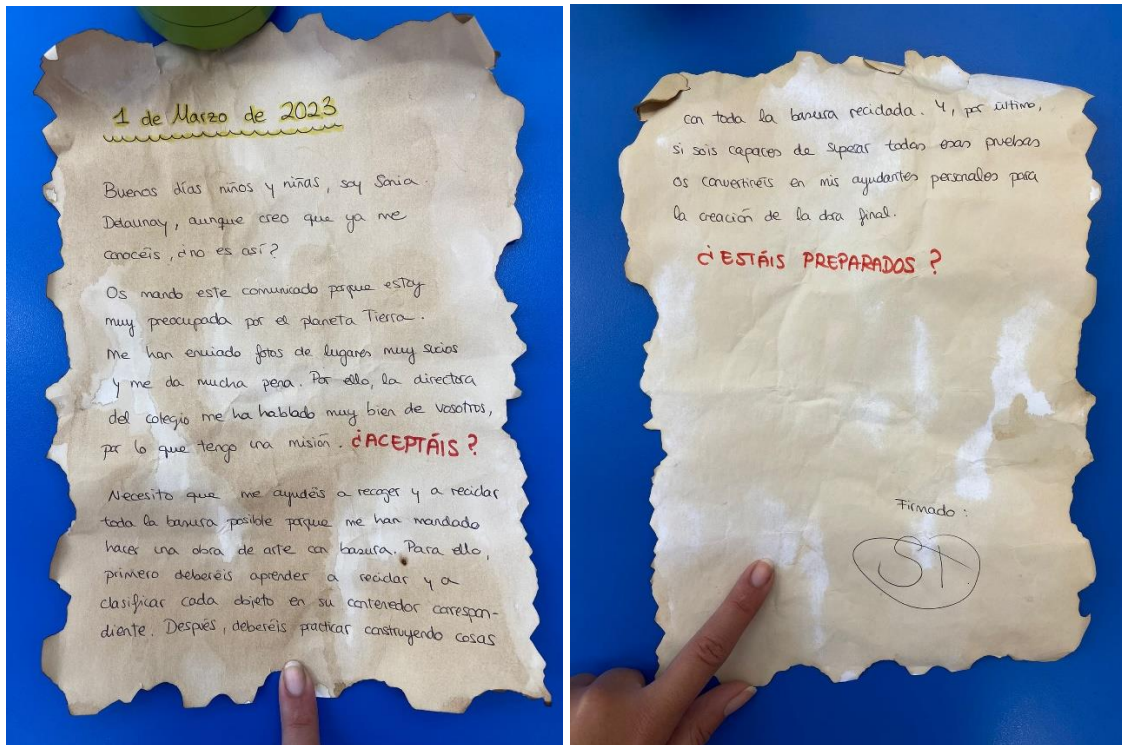 1 de Marzo de 2023
Buenos días niños y niñas, soy Sonia
Delaunay, aunque creo que ya me
conocéis, ¿no es así?
Os mando este comunicado porque estoy
muy preocupada por el planeta Tierra.
Me han enviado fotos de lugares muy sucios
y me da mucha pena. Por ello, la directora
del colegio me ha hablado muy bien de vosotros,
por lo que tengo una misión. ¿ACEPTÁIS?
Necesito que me ayudéis a recoger y a reciclar
toda la basura posible porque me han mandado
hacer una obra de arte con basura. Para ello,
primero deberéis aprender a reciclar y a
clasificar cada objeto en su contenedor correspon-
diente. Después, deberéis practicar construyendo cosas
con toda la basura reciclada. Y, por último,
si sois capaces de superar todas esas pruebas
os convertiréis en mis ayudantes personales para
la creación de la obra final.
¿ESTÁIS PREPARADOS?
Firmado: